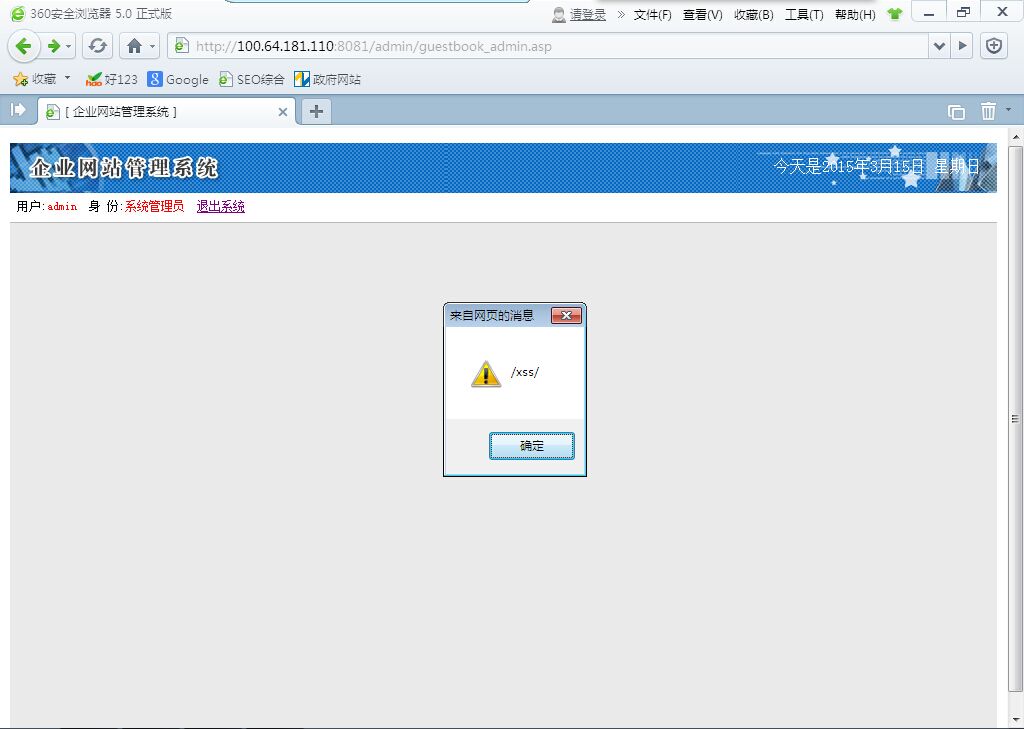 360安全浏览器 5.0 正式版
请登录 » 文件(F) 查看(V) 收藏(B) 工具(T) 帮助(H)
http://100.64.181.110:8081/admin/guestbook_admin.asp
收藏 好123 Google SEO综合 政府网站
[ 企业网站管理系统 ]
企业网站管理系统
今天是2015年3月15日 星期日
用户:admin 身 份:系统管理员 退出系统
来自网页的消息
/xss/
确定